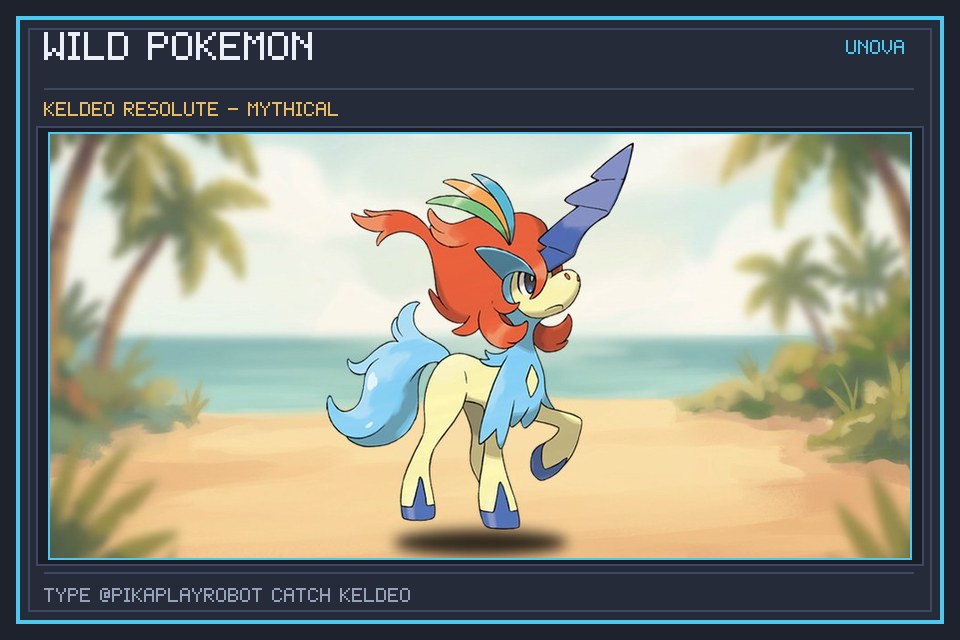 WILD POKEMON
UNOVA
KELDEO RESOLUTE - MYTHICAL
TYPE @PIKAPLAYROBOT CATCH KELDEO